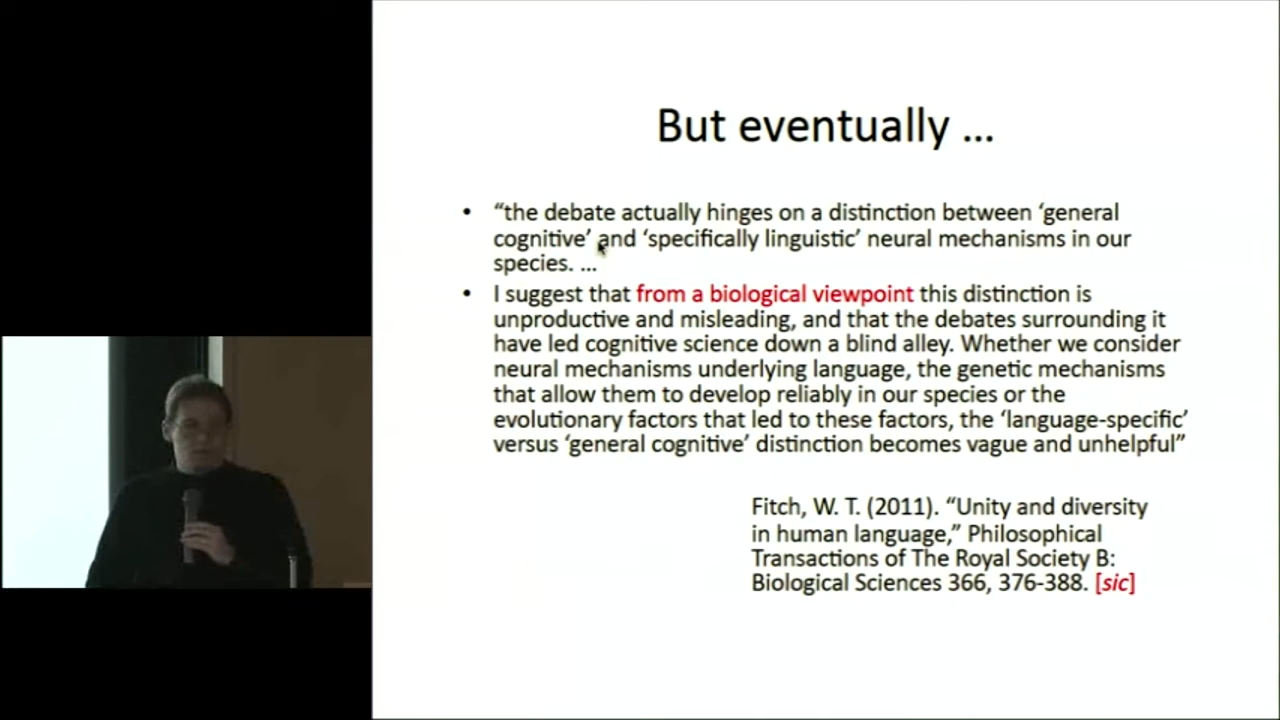 But eventually …
• “the debate actually hinges on a distinction between ‘general
cognitive’ and ‘specifically linguistic’ neural mechanisms in our
species. …
• I suggest that from a biological viewpoint this distinction is
unproductive and misleading, and that the debates surrounding it
have led cognitive science down a blind alley. Whether we consider
neural mechanisms underlying language, the genetic mechanisms
that allow them to develop reliably in our species or the
evolutionary factors that led to these factors, the ‘language-specific’
versus ‘general cognitive’ distinction becomes vague and unhelpful”
Fitch, W. T. (2011). “Unity and diversity
in human language,” Philosophical
Transactions of The Royal Society B:
Biological Sciences 366, 376-388. [sic]